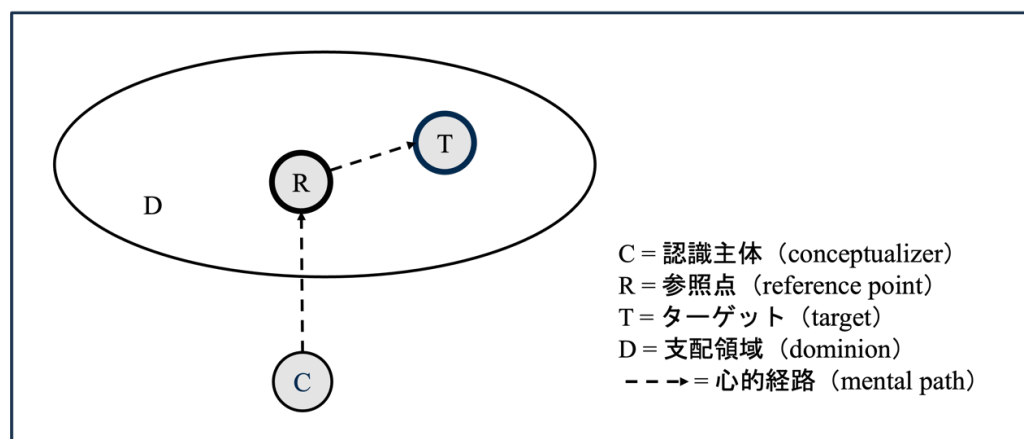 T
R
D
C
C = 認識主体（conceptualizer）
R = 参照点（reference point）
T = ターゲット（target）
D = 支配領域（dominion）
= 心的経路（mental path）